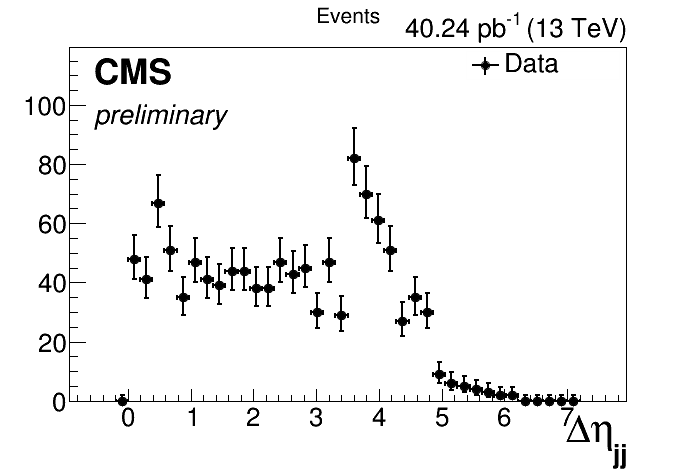 Events
40.24 pb⁻¹ (13 TeV)
CMS
Data
preliminary
100
80
60
40
20
0
0 1 2 3 4 5 6 7
Δη_jj